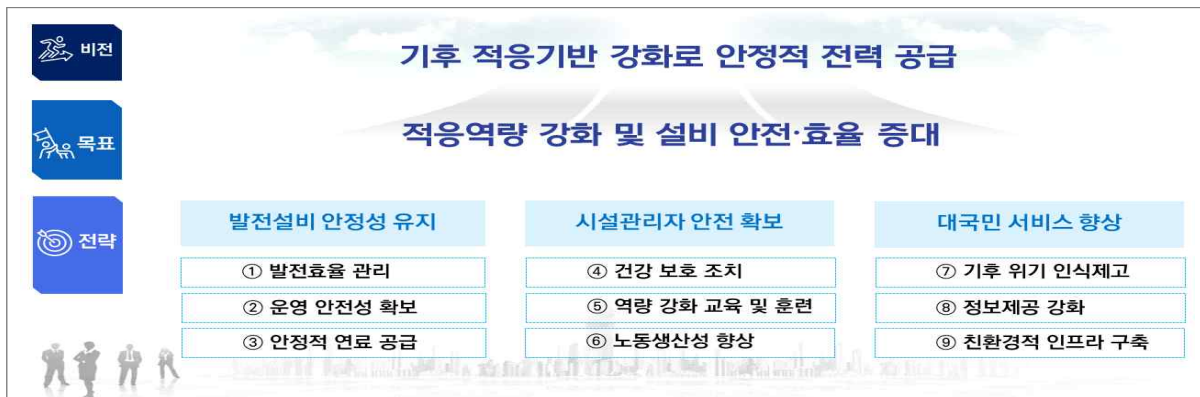 비전
기후 적응기반 강화로 안정적 전력 공급
목표
적응역량 강화 및 설비 안전·효율 증대
전략
발전설비 안정성 유지
① 발전효율 관리
② 운영 안전성 확보
③ 안정적 연료 공급
시설관리자 안전 확보
④ 건강 보호 조치
⑤ 역량 강화 교육 및 훈련
⑥ 노동생산성 향상
대국민 서비스 향상
⑦ 기후 위기 인식제고
⑧ 정보제공 강화
⑨ 친환경적 인프라 구축